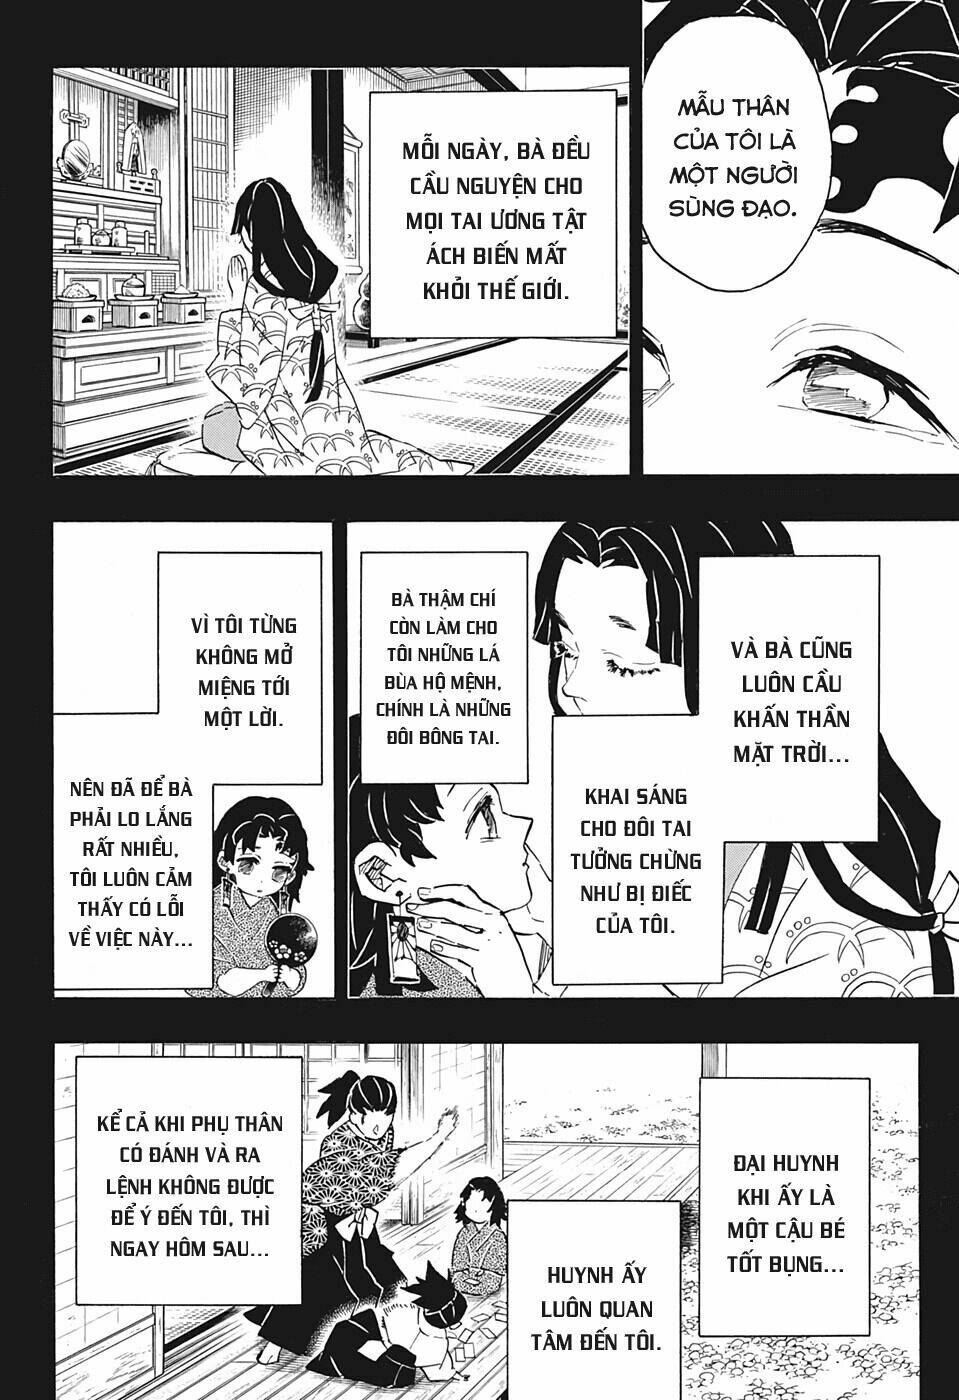 MẪU THÂN
CỦA TÔI LÀ
MỘT NGƯỜI
SÙNG ĐẠO.
MỖI NGÀY, BÀ ĐỀU
CẦU NGUYỆN CHO
MỌI TAI ƯƠNG TẬT
ÁCH BIẾN MẤT
KHỎI THẾ GIỚI.
VÀ BÀ CŨNG
LUÔN CẦU
KHẤN THẦN
MẶT TRỜI...
KHAI SÁNG
CHO ĐÔI TAI
TƯỞNG CHỪNG
NHƯ BỊ ĐIẾC
CỦA TÔI.
BÀ THẬM CHÍ
CÒN LÀM CHO
TÔI NHỮNG LÁ
BÙA HỘ MỆNH,
CHÍNH LÀ NHỮNG
ĐÔI BÔNG TAI.
VÌ TÔI TỪNG
KHÔNG MỞ
MIỆNG TỚI
MỘT LỜI.
NÊN ĐÃ ĐỂ BÀ
PHẢI LO LẮNG
RẤT NHIỀU,
TÔI LUÔN CẢM
THẤY CÓ LỖI
VỀ VIỆC NÀY...
ĐẠI HUYNH
KHI ẤY LÀ
MỘT CẬU BÉ
TỐT BỤNG...
HUYNH ẤY
LUÔN QUAN
TÂM ĐẾN TÔI.
KỂ CẢ KHI PHỤ THÂN
CÓ ĐÁNH VÀ RA
LỆNH KHÔNG ĐƯỢC
ĐỂ Ý ĐẾN TÔI, THÌ
NGAY HÔM SAU...